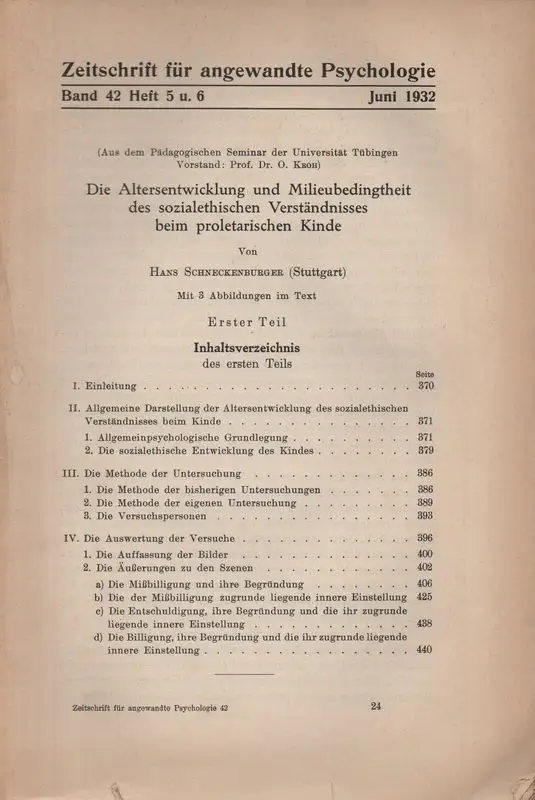 Zeitschrift für angewandte Psychologie
Band 42 Heft 5 u. 6 Juni 1932
(Aus dem Pädagogischen Seminar der Universität Tübingen
Vorstand: Prof. Dr. O. KROH)
Die Altersentwicklung und Milieubedingtheit
des sozialethischen Verständnisses
beim proletarischen Kinde
Von
HANS SCHNECKENBURGER (Stuttgart)
Mit 3 Abbildungen im Text
Erster Teil
Inhaltsverzeichnis
des ersten Teils
Seite
I. Einleitung . . . . . . . . . . . . . . . . . . . . . . . 370
II. Allgemeine Darstellung der Altersentwicklung des sozialethischen
Verständnisses beim Kinde . . . . . . . . . . . . . . . . 371
1. Allgemeinpsychologische Grundlegung . . . . . . . . . . 371
2. Die sozialethische Entwicklung des Kindes . . . . . . . . 379
III. Die Methode der Untersuchung . . . . . . . . . . . . . . 386
1. Die Methode der bisherigen Untersuchungen . . . . . . . 386
2. Die Methode der eigenen Untersuchung . . . . . . . . . 389
3. Die Versuchspersonen . . . . . . . . . . . . . . . . . 393
IV. Die Auswertung der Versuche . . . . . . . . . . . . . . . 396
1. Die Auffassung der Bilder . . . . . . . . . . . . . . . 400
2. Die Äußerungen zu den Szenen . . . . . . . . . . . . . 402
a) Die Mißbilligung und ihre Begründung . . . . . . . . 406
b) Die der Mißbilligung zugrunde liegende innere Einstellung 425
c) Die Entschuldigung, ihre Begründung und die ihr zugrunde
liegende innere Einstellung . . . . . . . . . . . . . . 438
d) Die Billigung, ihre Begründung und die ihr zugrunde liegende
innere Einstellung . . . . . . . . . . . . . . . . . . 440
Zeitschrift für angewandte Psychologie 42 24